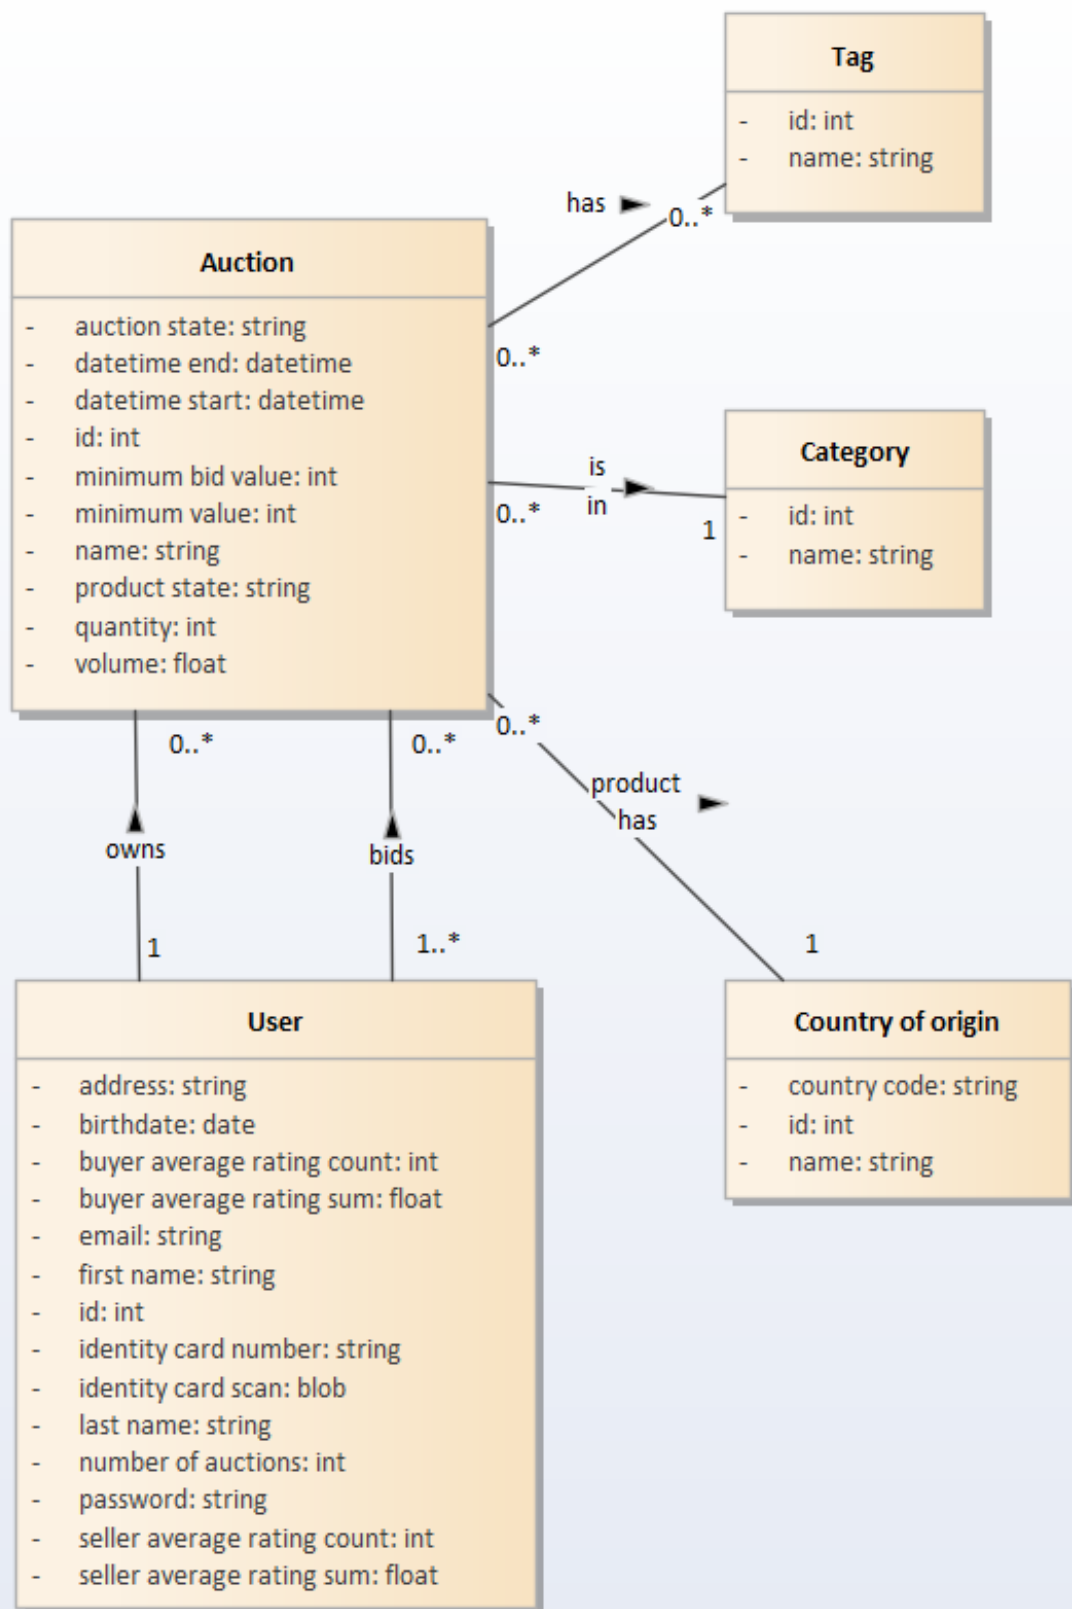 Tag
- id: int
- name: string
has
0..*
0..*
Auction
- auction state: string
- datetime end: datetime
- datetime start: datetime
- id: int
- minimum bid value: int
- minimum value: int
- name: string
- product state: string
- quantity: int
- volume: float
is
in
0..*
1
Category
- id: int
- name: string
0..*
product
has
1
0..*
owns
1
0..*
bids
1..*
User
- address: string
- birthdate: date
- buyer average rating count: int
- buyer average rating sum: float
- email: string
- first name: string
- id: int
- identity card number: string
- identity card scan: blob
- last name: string
- number of auctions: int
- password: string
- seller average rating count: int
- seller average rating sum: float
Country of origin
- country code: string
- id: int
- name: string